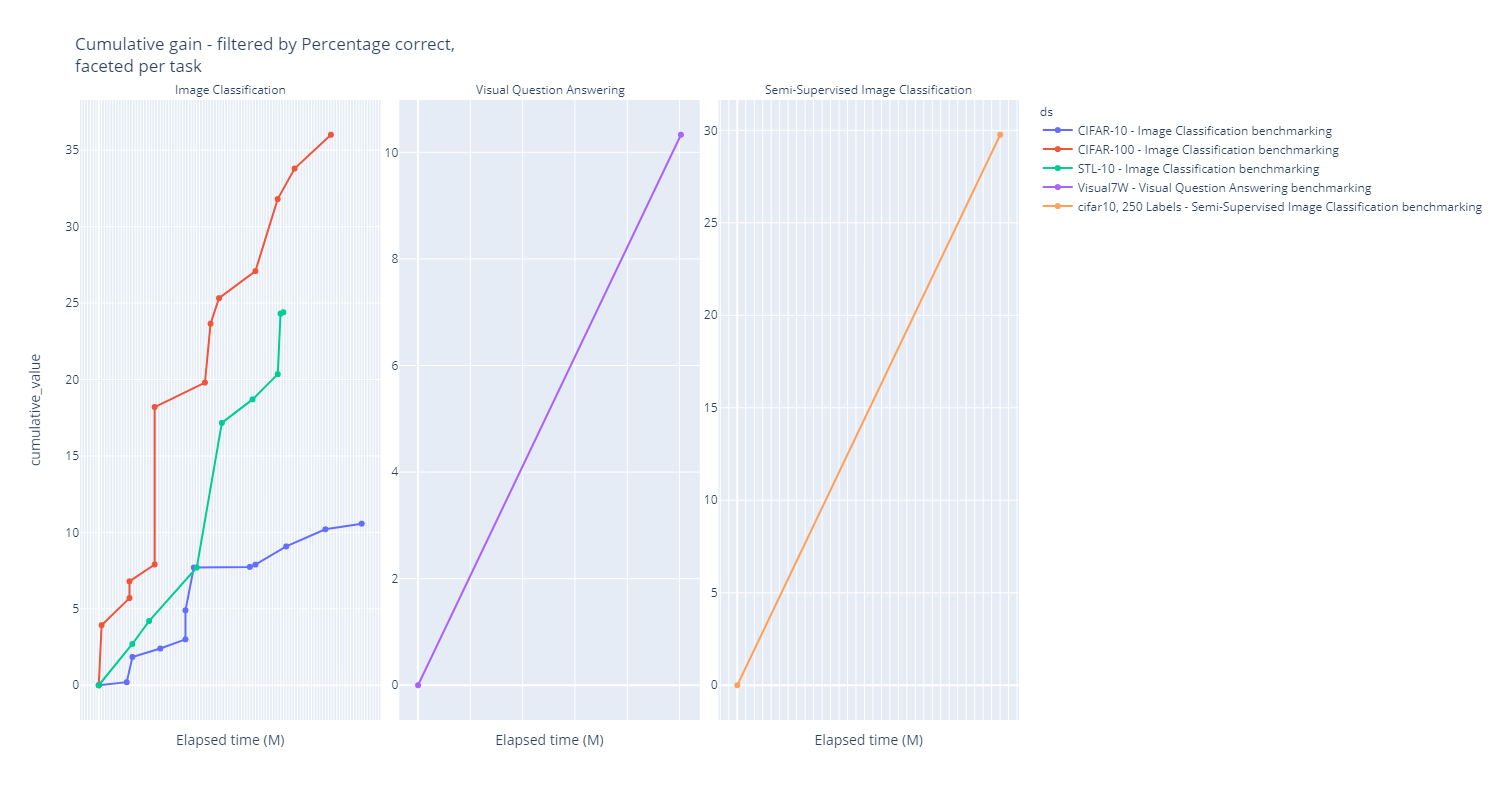 Cumulative gain - filtered by Percentage correct,
faceted per task
Image Classification
Visual Question Answering
Semi-Supervised Image Classification
cumulative_value
35
30
25
20
15
10
5
0
10
8
6
4
2
0
30
25
20
15
10
5
0
Elapsed time (M)
Elapsed time (M)
Elapsed time (M)
ds
CIFAR-10 - Image Classification benchmarking
CIFAR-100 - Image Classification benchmarking
STL-10 - Image Classification benchmarking
Visual7W - Visual Question Answering benchmarking
cifar10, 250 Labels - Semi-Supervised Image Classification benchmarking